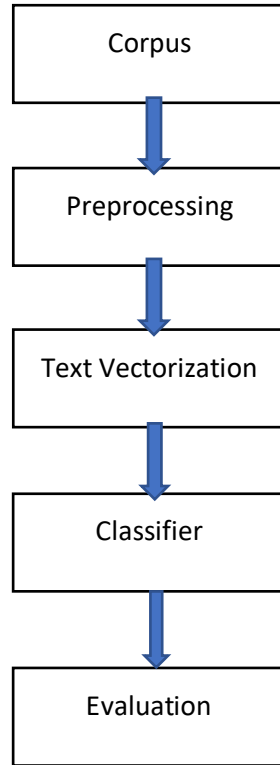 Corpus
Preprocessing
Text Vectorization
Classifier
Evaluation